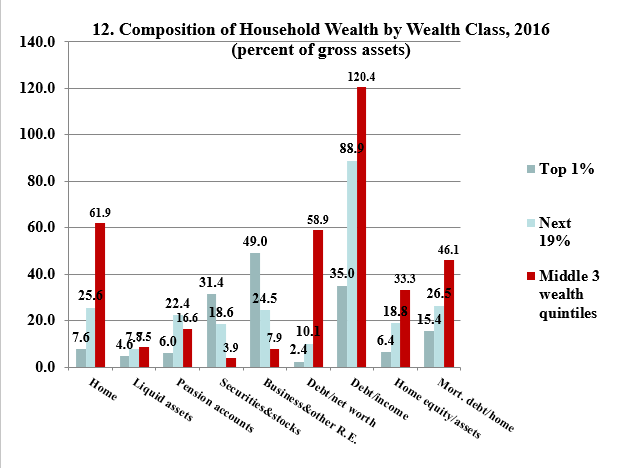 12. Composition of Household Wealth by Wealth Class, 2016
(percent of gross assets)
140.0
120.0
100.0
80.0
60.0
40.0
20.0
0.0
7.6
25.6
61.9
4.6
8.5
6.0
22.4
16.6
31.4
18.6
3.9
49.0
24.5
7.9
2.4
10.1
58.9
35.0
88.9
120.4
6.4
18.8
33.3
15.4
26.5
46.1
Home
Liquid assets
Pension accounts
Securities&stocks
Business&other R.E.
Debt/net worth
Debt/income
Home equity/assets
Mort. debt/home
Top 1%
Next
19%
Middle 3
wealth
quintiles